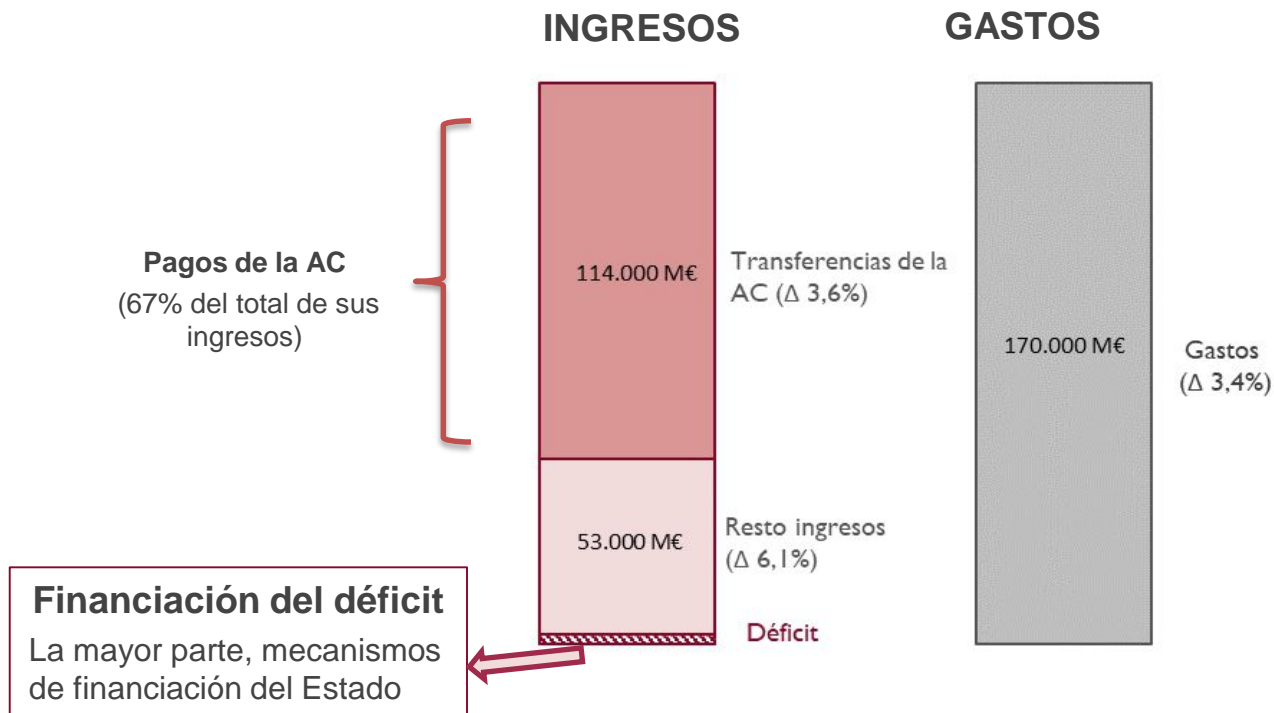 INGRESOS
GASTOS
Pagos de la AC
(67% del total de sus
ingresos)
114.000 M€
Transferencias de la
AC (Δ 3,6%)
170.000 M€
Gastos
(Δ 3,4%)
53.000 M€
Resto ingresos
(Δ 6,1%)
Déficit
Financiación del déficit
La mayor parte, mecanismos
de financiación del Estado